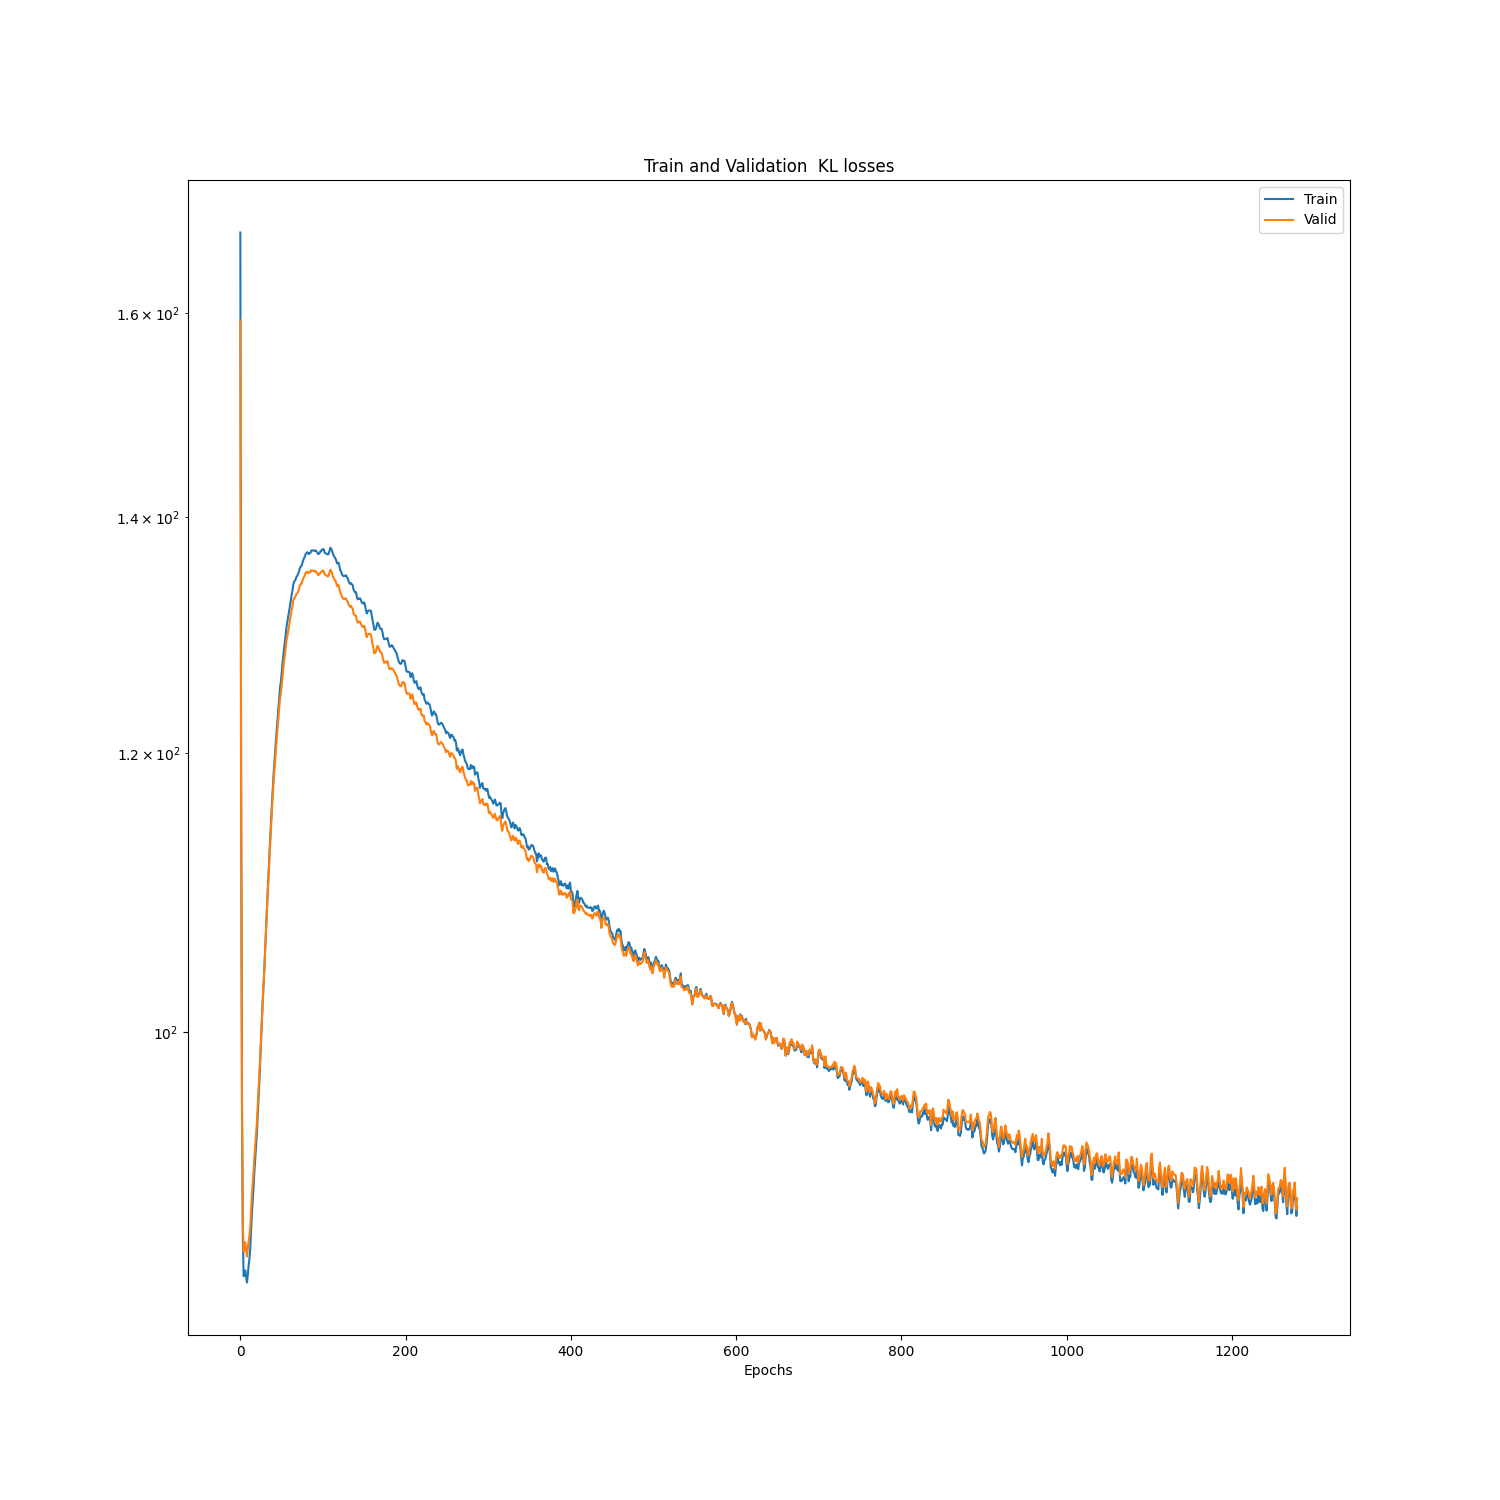 Train and Validation  KL losses
Train
Valid
1.6 × 10²
1.4 × 10²
1.2 × 10²
10²
0 200 400 600 800 1000 1200
Epochs